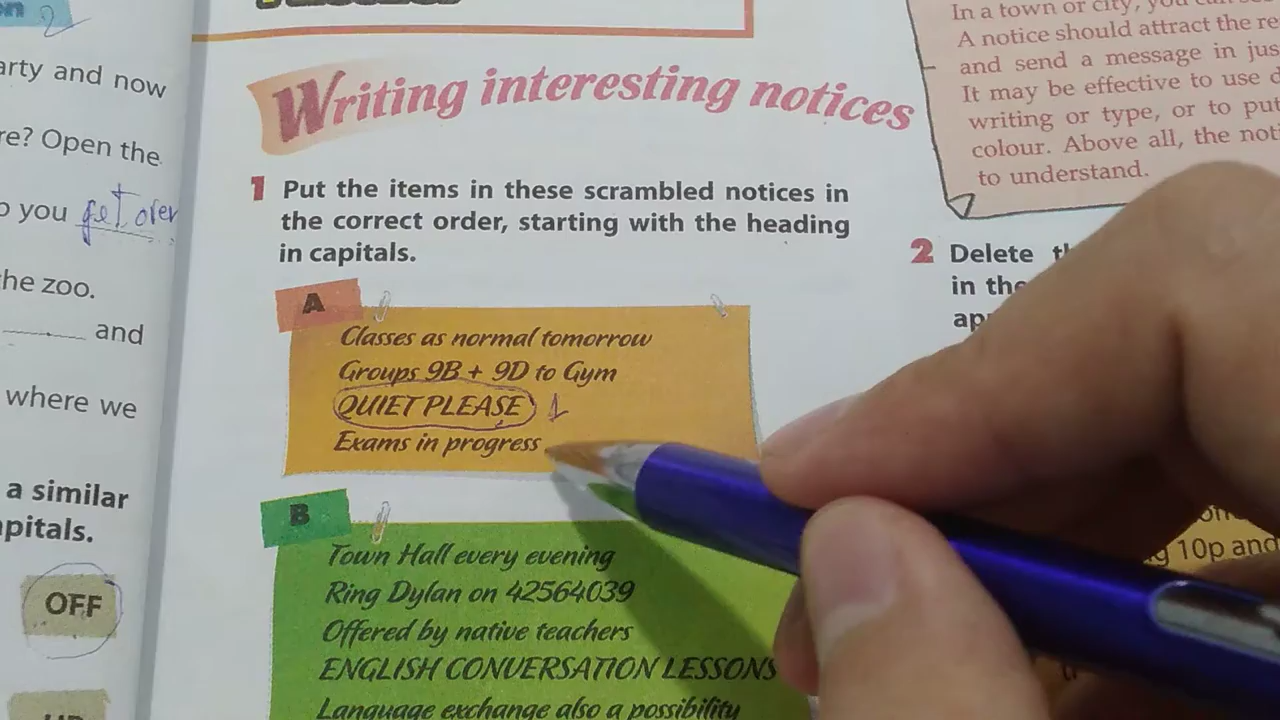 arty and now
re? Open the
you get over
he zoo.
and
where we
a similar
apitals.
OFF
Writing interesting notices
1 Put the items in these scrambled notices in
the correct order, starting with the heading
in capitals.
A
Classes as normal tomorrow
Groups 9B + 9D to Gym
QUIET PLEASE 1
Exams in progress
B
Town Hall every evening
Ring Dylan on 42564039
Offered by native teachers
ENGLISH CONVERSATION LESSONS
Language exchange also a possibility
In a town or city, you can
A notice should attract the re
and send a message in jus
It may be effective to use d
writing or type, or to put
colour. Above all, the noti
to understand.
2 Delete
in the
ap
10p and